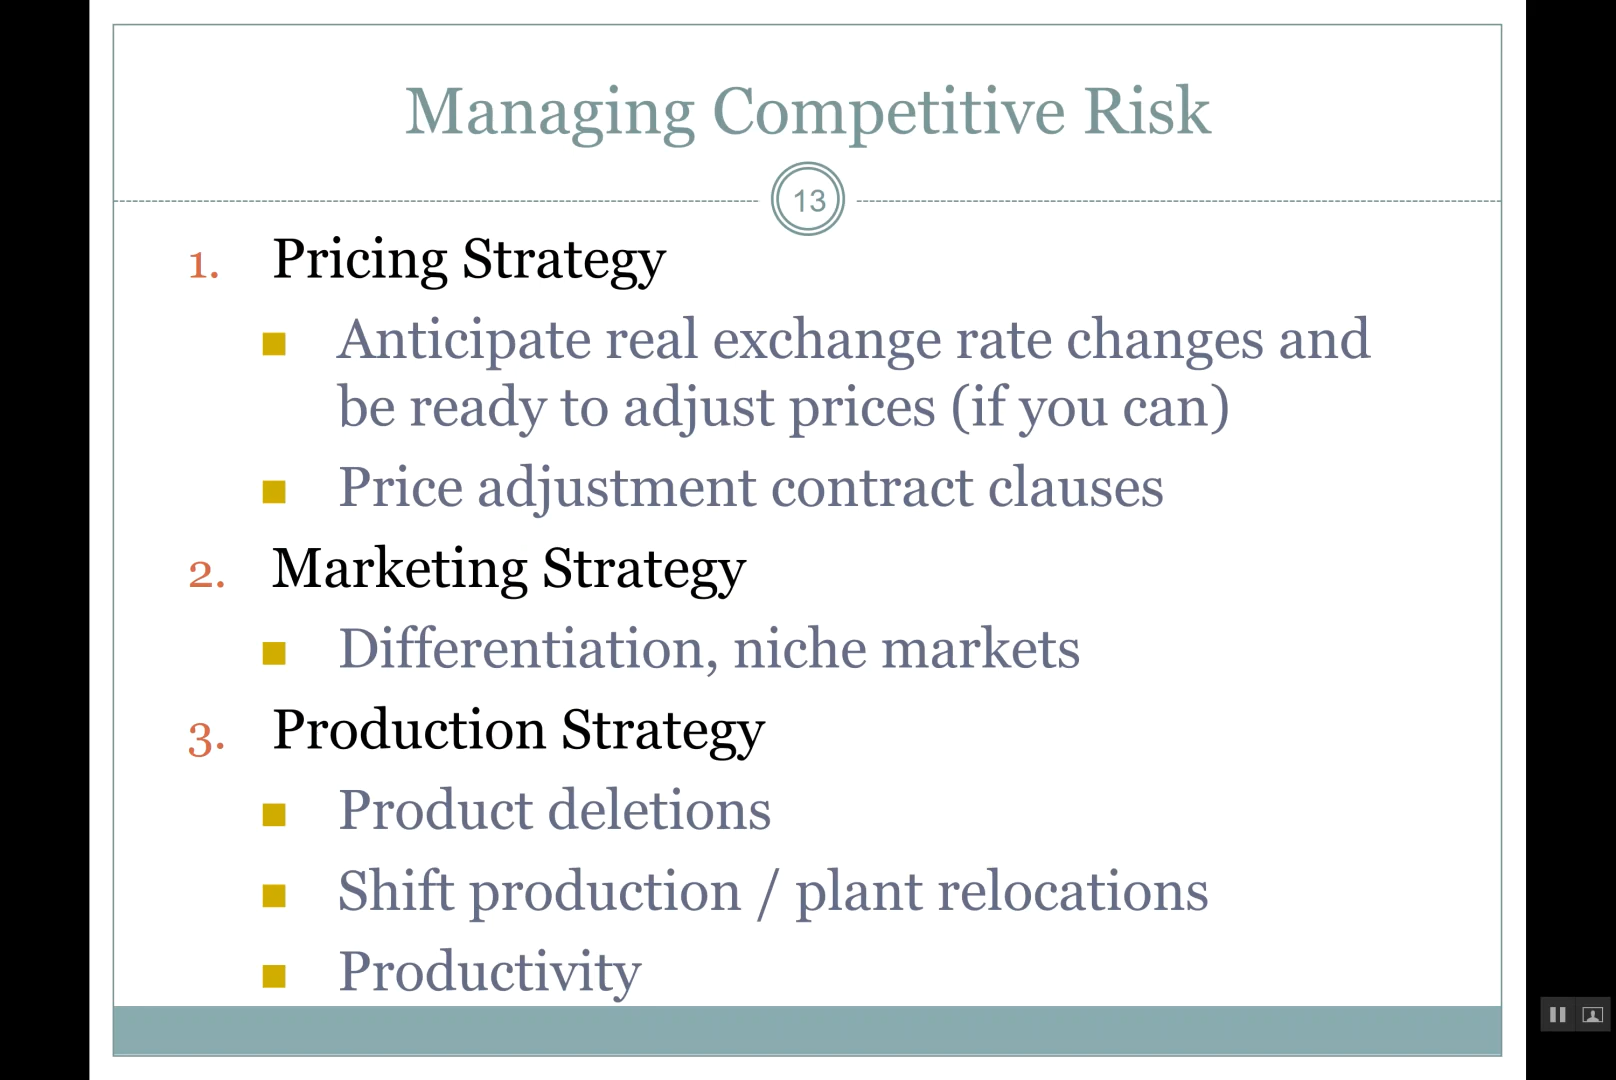 Managing Competitive Risk
13
1. Pricing Strategy
Anticipate real exchange rate changes and
be ready to adjust prices (if you can)
Price adjustment contract clauses
2. Marketing Strategy
Differentiation, niche markets
3. Production Strategy
Product deletions
Shift production / plant relocations
Productivity